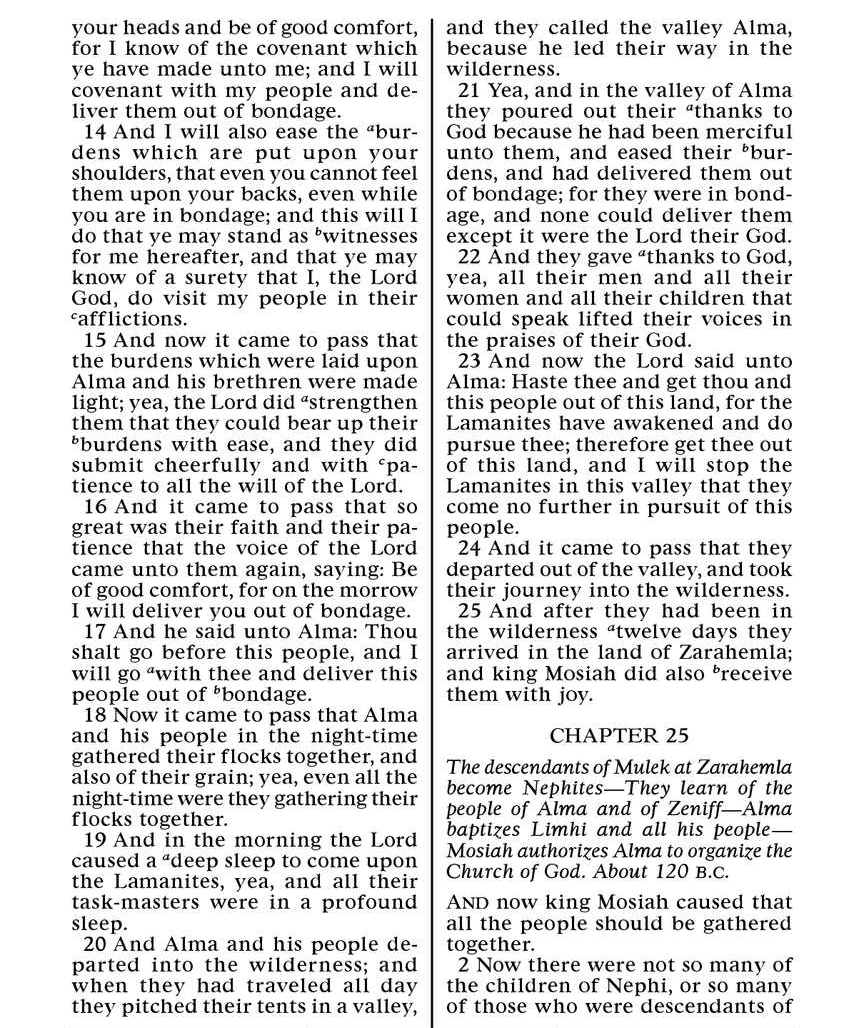 your heads and be of good comfort,
for I know of the covenant which
ye have made unto me; and I will
covenant with my people and de-
liver them out of bondage.
14 And I will also ease the abur-
dens which are put upon your
shoulders, that even you cannot feel
them upon your backs, even while
you are in bondage; and this will I
do that ye may stand as bwitnesses
for me hereafter, and that ye may
know of a surety that I, the Lord
God, do visit my people in their
cafflictions.
15 And now it came to pass that
the burdens which were laid upon
Alma and his brethren were made
light; yea, the Lord did astrengthen
them that they could bear up their
bburdens with ease, and they did
submit cheerfully and with cpa-
tience to all the will of the Lord.
16 And it came to pass that so
great was their faith and their pa-
tience that the voice of the Lord
came unto them again, saying: Be
of good comfort, for on the morrow
I will deliver you out of bondage.
17 And he said unto Alma: Thou
shalt go before this people, and I
will go awith thee and deliver this
people out of bbondage.
18 Now it came to pass that Alma
and his people in the night-time
gathered their flocks together, and
also of their grain; yea, even all the
night-time were they gathering their
flocks together.
19 And in the morning the Lord
caused a adeep sleep to come upon
the Lamanites, yea, and all their
task-masters were in a profound
sleep.
20 And Alma and his people de-
parted into the wilderness; and
when they had traveled all day
they pitched their tents in a valley,
and they called the valley Alma,
because he led their way in the
wilderness.
21 Yea, and in the valley of Alma
they poured out their athanks to
God because he had been merciful
unto them, and eased their bbur-
dens, and had delivered them out
of bondage; for they were in bond-
age, and none could deliver them
except it were the Lord their God.
22 And they gave athanks to God,
yea, all their men and all their
women and all their children that
could speak lifted their voices in
the praises of their God.
23 And now the Lord said unto
Alma: Haste thee and get thou and
this people out of this land, for the
Lamanites have awakened and do
pursue thee; therefore get thee out
of this land, and I will stop the
Lamanites in this valley that they
come no further in pursuit of this
people.
24 And it came to pass that they
departed out of the valley, and took
their journey into the wilderness.
25 And after they had been in
the wilderness atwelve days they
arrived in the land of Zarahemla;
and king Mosiah did also breceive
them with joy.
CHAPTER 25
The descendants of Mulek at Zarahemla
become Nephites—They learn of the
people of Alma and of Zeniff—Alma
baptizes Limhi and all his people—
Mosiah authorizes Alma to organize the
Church of God. About 120 B.C.
AND now king Mosiah caused that
all the people should be gathered
together.
2 Now there were not so many of
the children of Nephi, or so many
of those who were descendants of